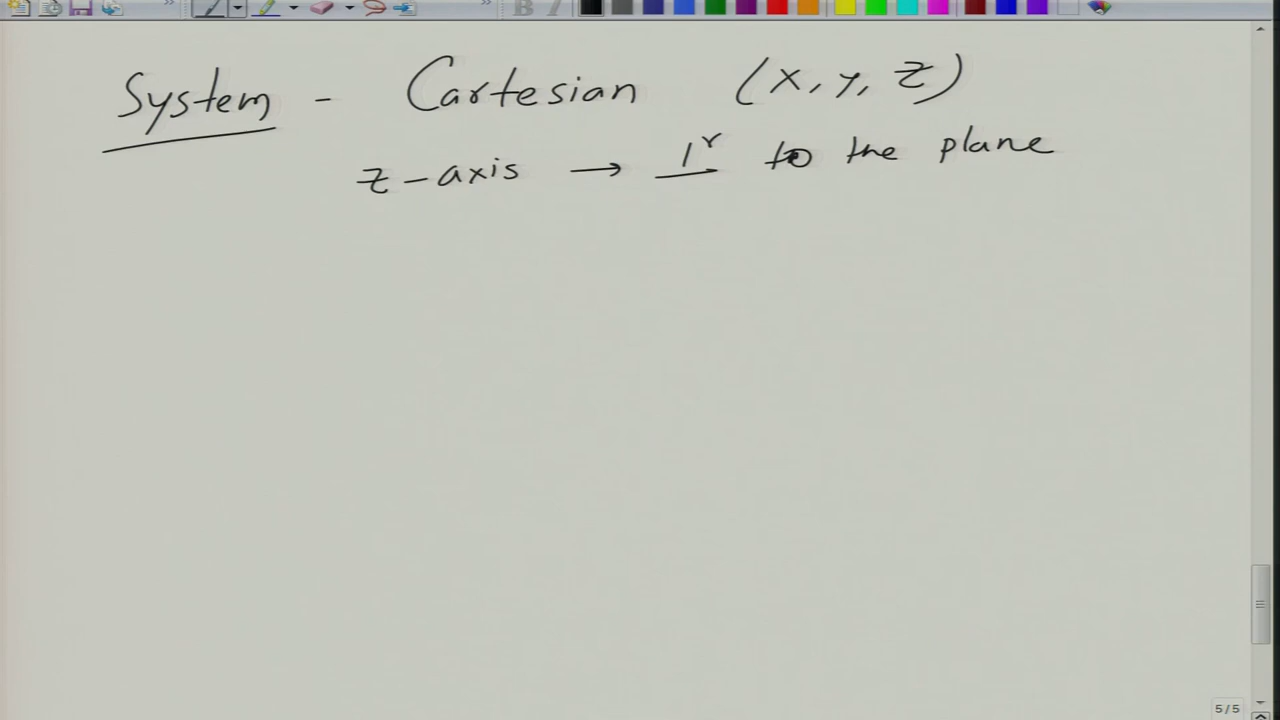 System - Cartesian (x, y, z)
z-axis → ⊥r to the plane
5/5